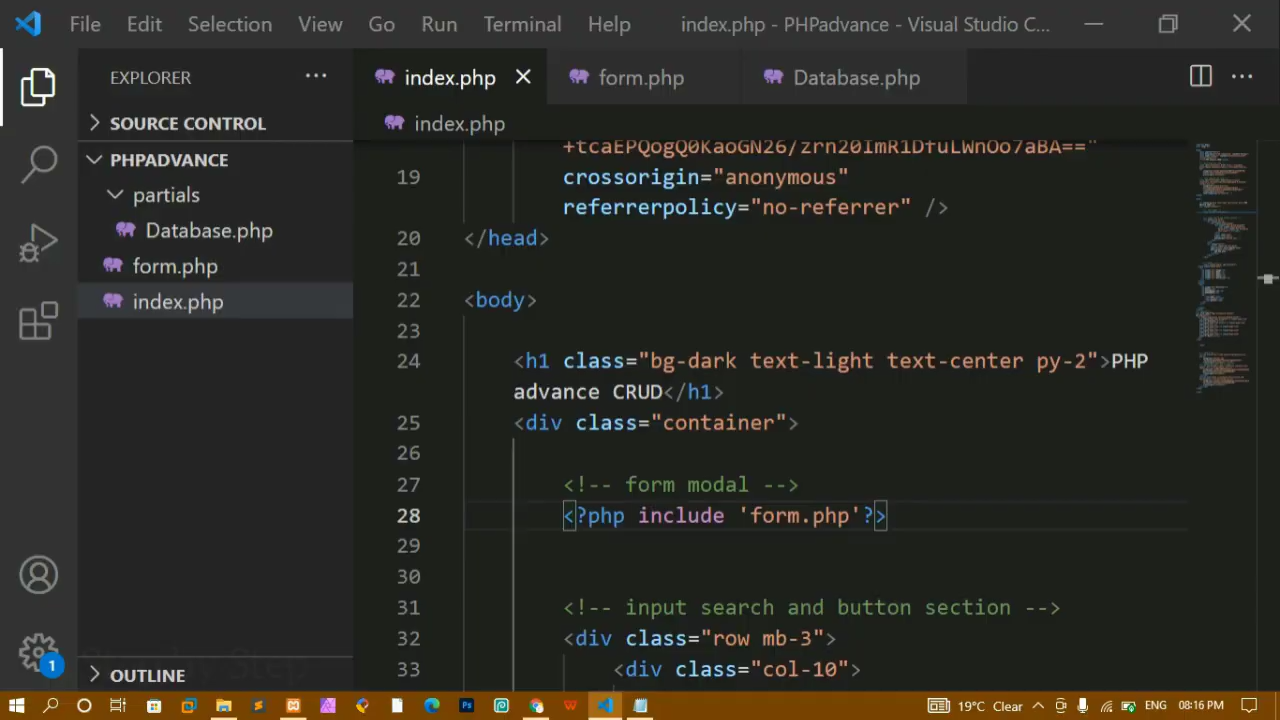 File Edit Selection View Go Run Terminal Help index.php - PHPadvance - Visual Studio C...
EXPLORER
index.php
form.php
Database.php
SOURCE CONTROL
index.php
PHPADVANCE
partials
Database.php
form.php
index.php
OUTLINE
+tcaEPQogQ0KaoGN26/zrn20ImR1DfuLWnOo7aBA=="
19 crossorigin="anonymous"
referrerpolicy="no-referrer" />
20 </head>
21
22 <body>
23
24 <h1 class="bg-dark text-light text-center py-2">PHP
advance CRUD</h1>
25 <div class="container">
26
27 <!-- form modal -->
28 <?php include 'form.php'?>
29
30
31 <!-- input search and button section -->
32 <div class="row mb-3">
33 <div class="col-10">
1
19°C Clear ENG 08:16 PM